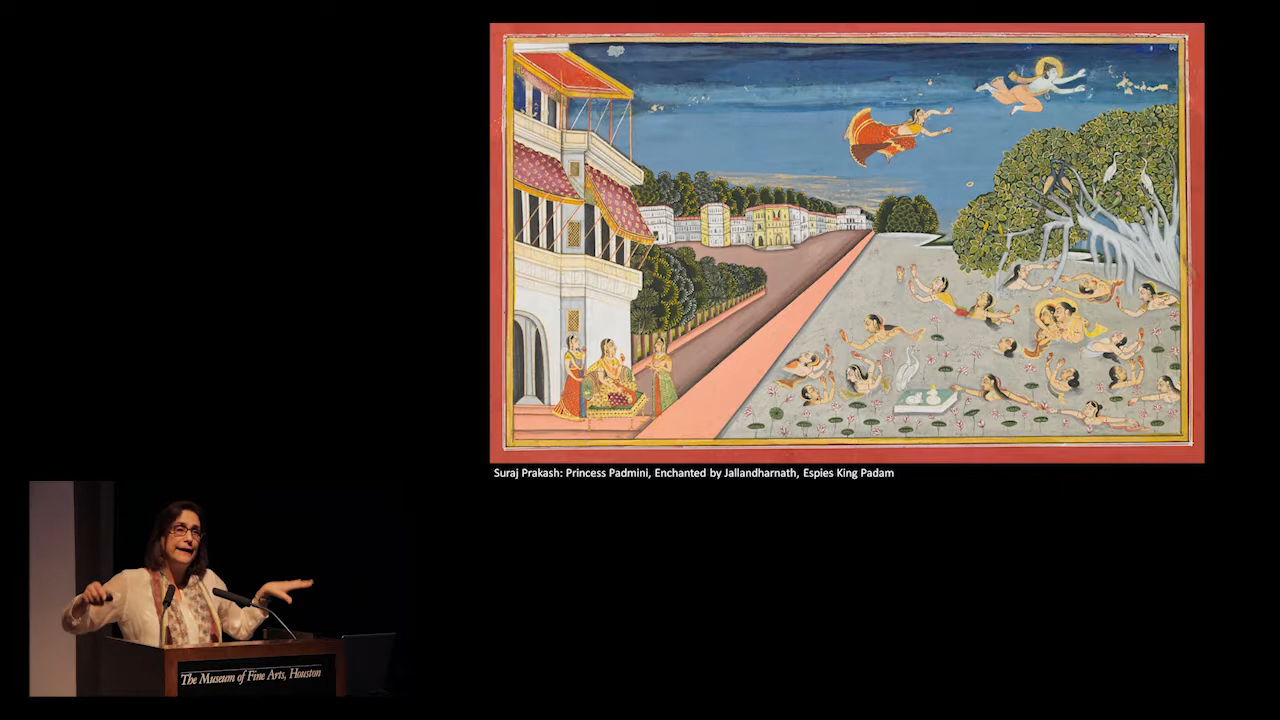 Suraj Prakash: Princess Padmini, Enchanted by Jallandharnath, Espies King Padam
The Museum of Fine Arts, Houston